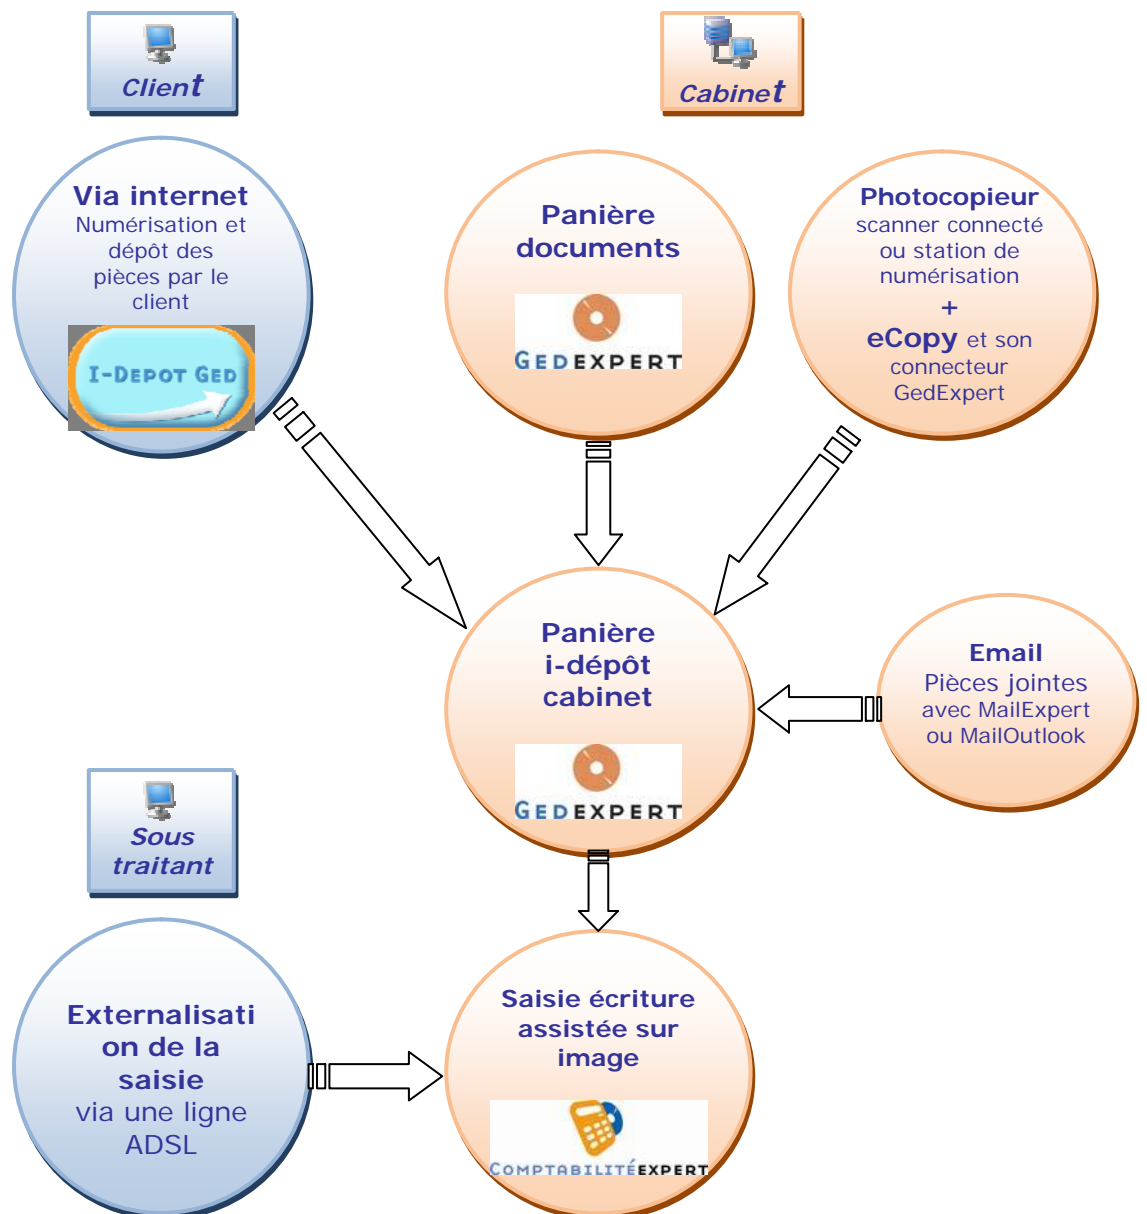 Client
Cabinet
Via internet
Numérisation et
dépôt des
pièces par le
client
I-DEPOT GED
Panière
documents
GEDEXPERT
Photocopieur
scanner connecté
ou station de
numérisation
+
eCopy et son
connecteur
GedExpert
Panière
i-dépôt
cabinet
GEDEXPERT
Email
Pièces jointes
avec MailExpert
ou MailOutlook
Sous
traitant
Externalisati
on de la
saisie
via une ligne
ADSL
Saisie écriture
assistée sur
image
COMPTABILITÉEXPERT